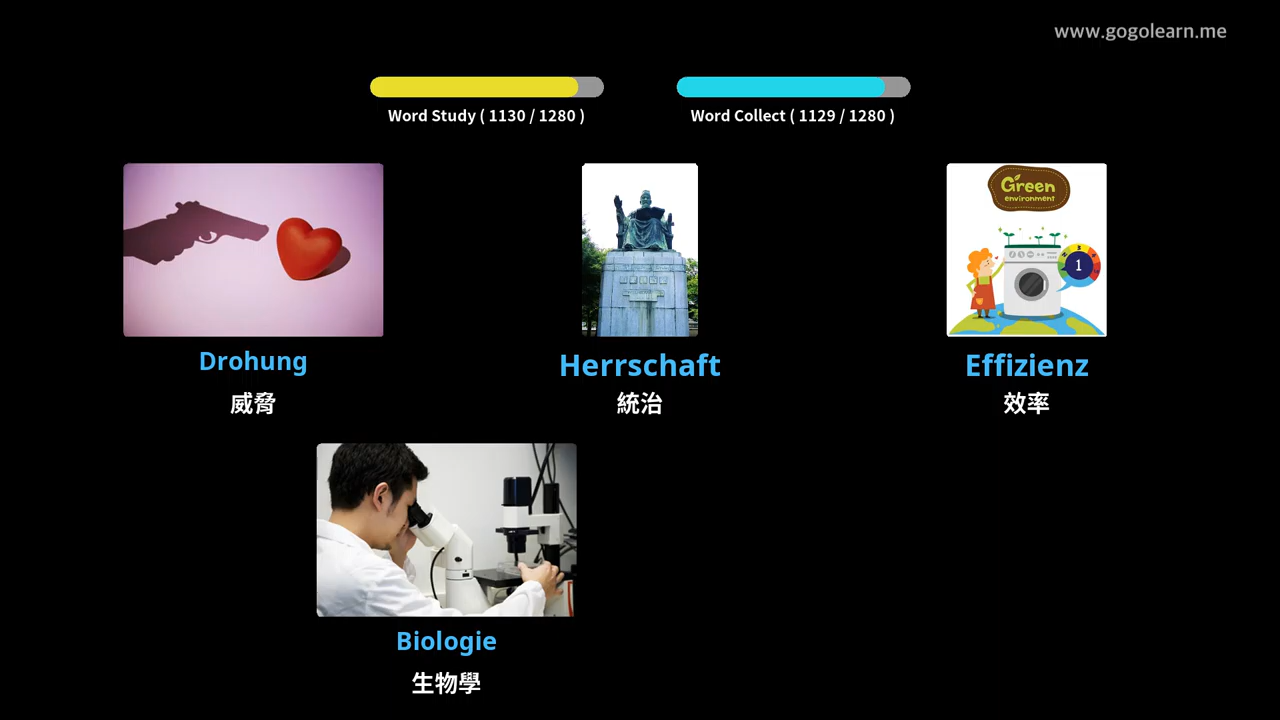 www.gogolearn.me
Word Study ( 1130 / 1280 )
Word Collect ( 1129 / 1280 )
Green
environment
1
Drohung
威脅
Herrschaft
統治
Effizienz
效率
Biologie
生物學